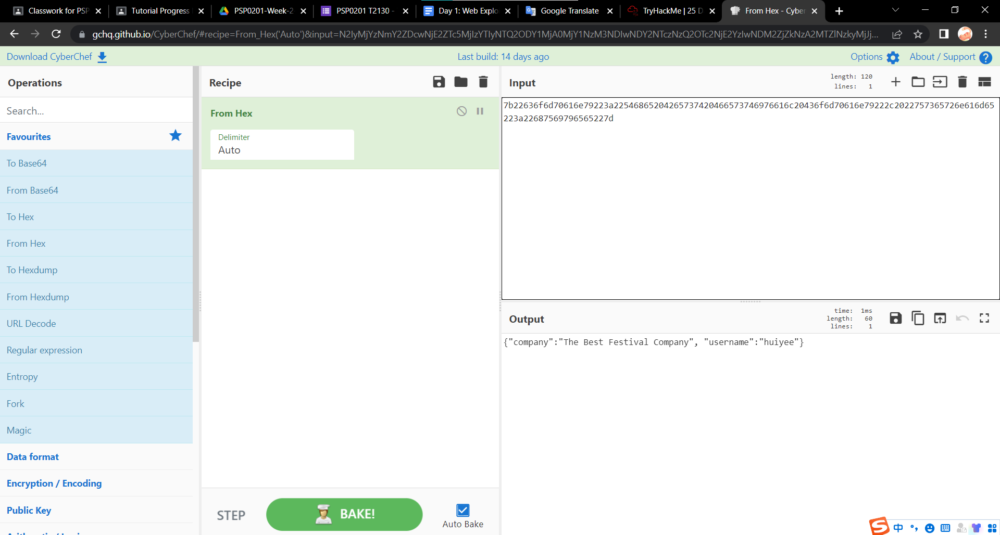 Classwork for PSP
Tutorial Progress
PSP0201-Week-2
PSP0201 T2130 -
Day 1: Web Explo
Google Translate
TryHackMe | 25 D
From Hex - Cyber
gchq.github.io/CyberChef/#recipe=From_Hex('Auto')&input=N2IyMjYzNmY2ZDcwNjE2ZTc5MjIzYTIyNTQ2ODY1MjA0MjY1NzM3NDIwNDY2NTczNzQ2OTc2NjE2YzIwNDM2ZjZkNzA2MTZlNzkyMjJj...
Download CyberChef
Last build: 14 days ago
Options
About / Support
Operations
Search...
Favourites
To Base64
From Base64
To Hex
From Hex
To Hexdump
From Hexdump
URL Decode
Regular expression
Entropy
Fork
Magic
Data format
Encryption / Encoding
Public Key
Recipe
From Hex
Delimiter
Auto
STEP
BAKE!
Auto Bake
Input
length: 120
lines: 1
7b22636f6d70616e79223a22546865204265737420466573746976616c20436f6d70616e79222c2022757365726e616d65
223a22687569796565227d
Output
time: 1ms
length: 60
lines: 1
{"company":"The Best Festival Company", "username":"huiyee"}
中